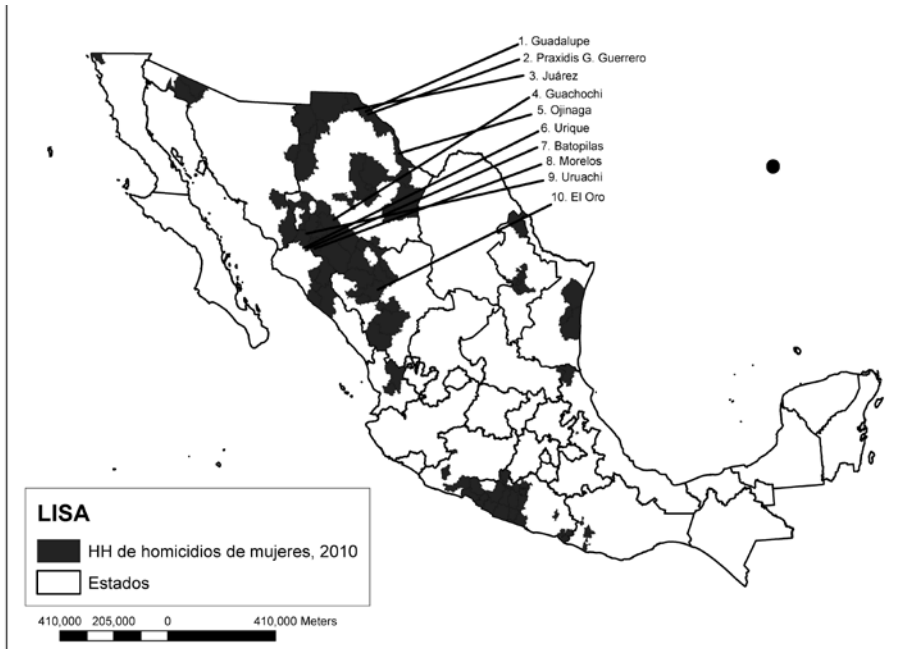 1. Guadalupe
2. Praxidis G. Guerrero
3. Juárez
4. Guachochi
5. Ojinaga
6. Urique
7. Batopilas
8. Morelos
9. Uruachi
10. El Oro
LISA
HH de homicidios de mujeres, 2010
Estados
410,000 205,000 0 410,000 Meters